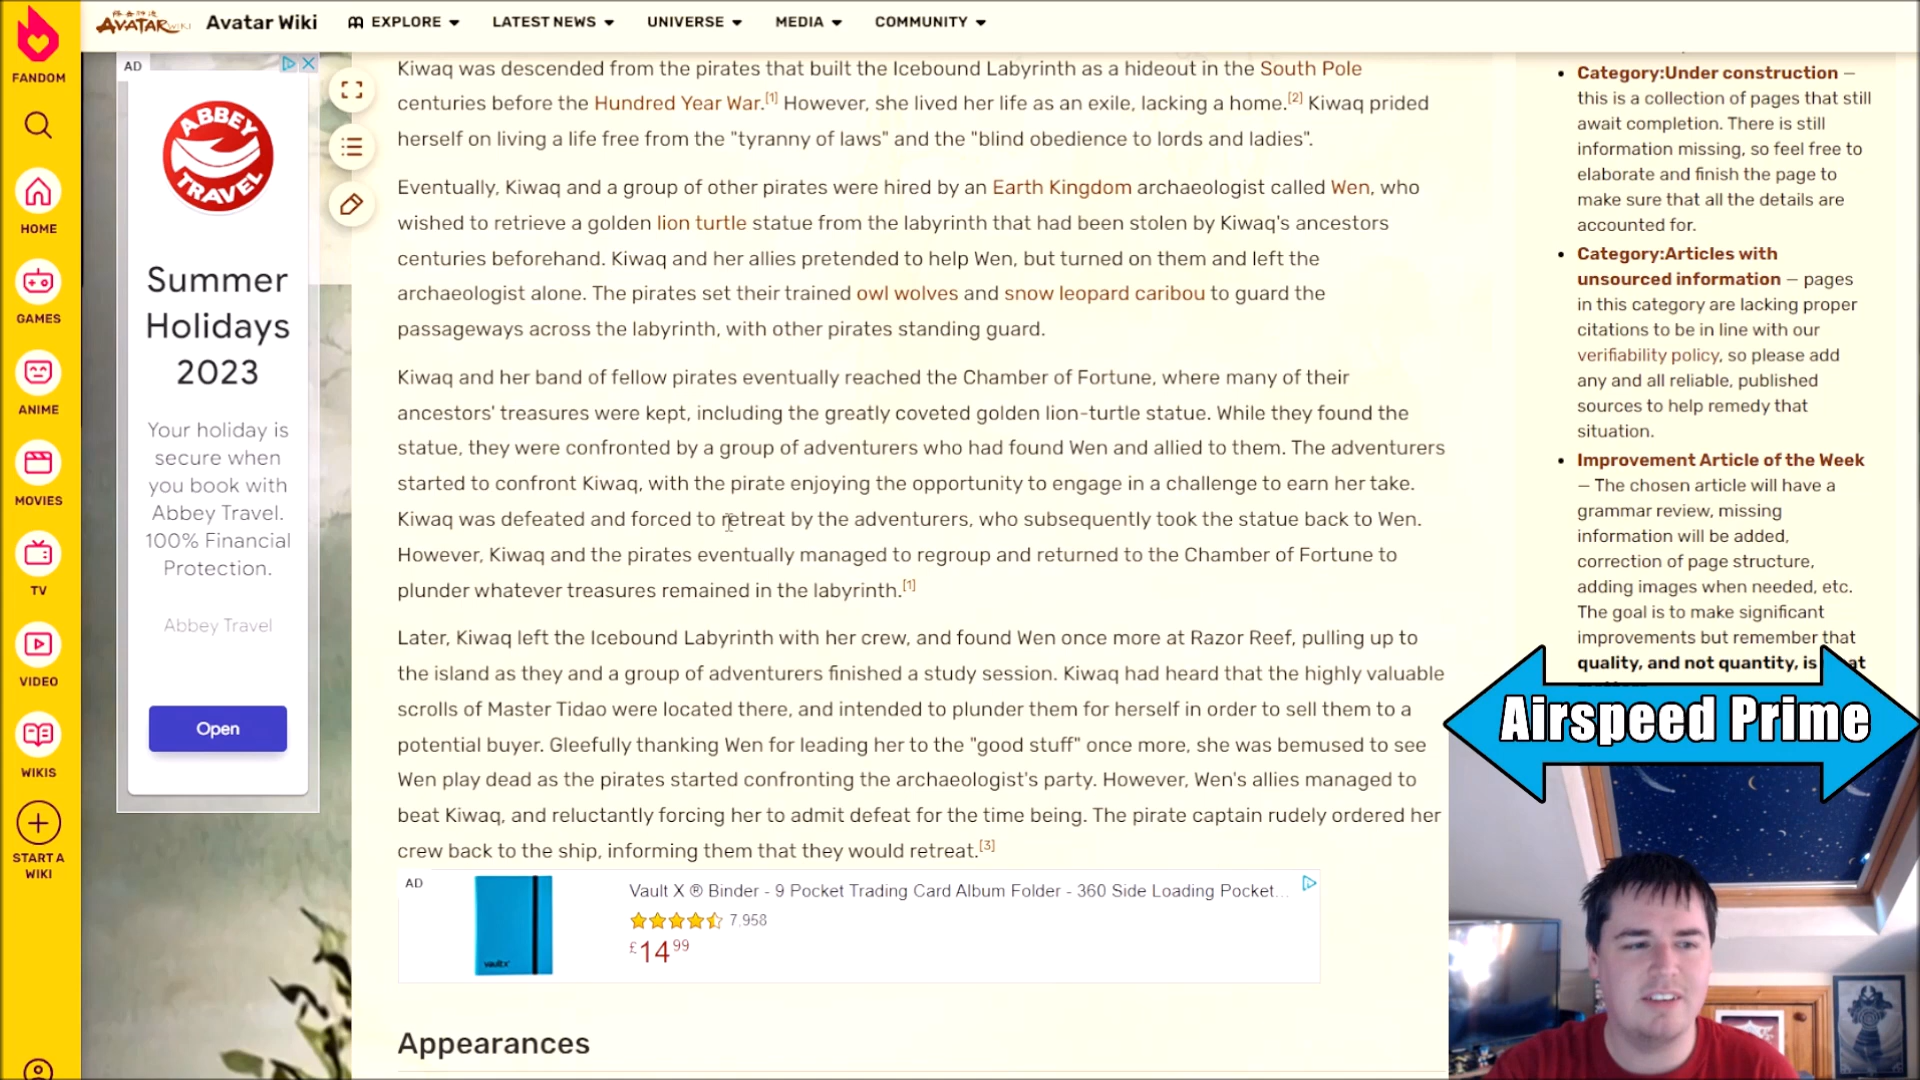 FANDOM
HOME
GAMES
ANIME
MOVIES
TV
VIDEO
WIKIS
START A
WIKI
AVATAR WIKI
Avatar Wiki
EXPLORE
LATEST NEWS
UNIVERSE
MEDIA
COMMUNITY
AD
ABBEY
TRAVEL
Summer
Holidays
2023
Your holiday is
secure when
you book with
Abbey Travel.
100% Financial
Protection.
Abbey Travel
Open
Kiwaq was descended from the pirates that built the Icebound Labyrinth as a hideout in the South Pole
centuries before the Hundred Year War.[1] However, she lived her life as an exile, lacking a home.[2] Kiwaq prided
herself on living a life free from the "tyranny of laws" and the "blind obedience to lords and ladies".
Eventually, Kiwaq and a group of other pirates were hired by an Earth Kingdom archaeologist called Wen, who
wished to retrieve a golden lion turtle statue from the labyrinth that had been stolen by Kiwaq's ancestors
centuries beforehand. Kiwaq and her allies pretended to help Wen, but turned on them and left the
archaeologist alone. The pirates set their trained owl wolves and snow leopard caribou to guard the
passageways across the labyrinth, with other pirates standing guard.
Kiwaq and her band of fellow pirates eventually reached the Chamber of Fortune, where many of their
ancestors' treasures were kept, including the greatly coveted golden lion-turtle statue. While they found the
statue, they were confronted by a group of adventurers who had found Wen and allied to them. The adventurers
started to confront Kiwaq, with the pirate enjoying the opportunity to engage in a challenge to earn her take.
Kiwaq was defeated and forced to retreat by the adventurers, who subsequently took the statue back to Wen.
However, Kiwaq and the pirates eventually managed to regroup and returned to the Chamber of Fortune to
plunder whatever treasures remained in the labyrinth.[1]
Later, Kiwaq left the Icebound Labyrinth with her crew, and found Wen once more at Razor Reef, pulling up to
the island as they and a group of adventurers finished a study session. Kiwaq had heard that the highly valuable
scrolls of Master Tidao were located there, and intended to plunder them for herself in order to sell them to a
potential buyer. Gleefully thanking Wen for leading her to the "good stuff" once more, she was bemused to see
Wen play dead as the pirates started confronting the archaeologist's party. However, Wen's allies managed to
beat Kiwaq, and reluctantly forcing her to admit defeat for the time being. The pirate captain rudely ordered her
crew back to the ship, informing them that they would retreat.[3]
AD
vaultx
Vault X ® Binder - 9 Pocket Trading Card Album Folder - 360 Side Loading Pocket...
7,958
£14 99
Appearances
Category:Under construction —
this is a collection of pages that still
await completion. There is still
information missing, so feel free to
elaborate and finish the page to
make sure that all the details are
accounted for.
Category:Articles with
unsourced information — pages
in this category are lacking proper
citations to be in line with our
verifiability policy, so please add
any and all reliable, published
sources to help remedy that
situation.
Improvement Article of the Week
— The chosen article will have a
grammar review, missing
information will be added,
correction of page structure,
adding images when needed, etc.
The goal is to make significant
improvements but remember that
quality, and not quantity, is
Airspeed Prime